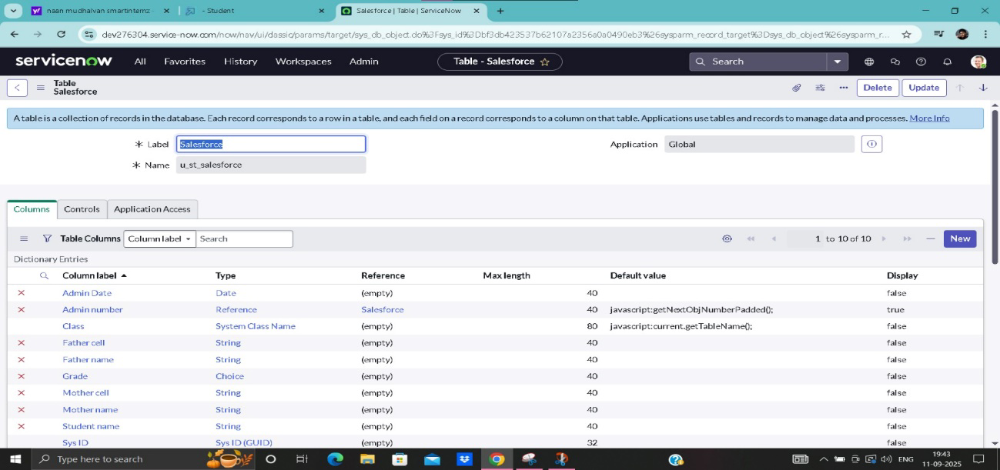 naan mudhalvan smartinternz - 
- Student
Salesforce | Table | ServiceNow
dev276304.service-now.com/now/nav/ui/classic/params/target/sys_db_object.do%3Fsys_id%3Dbf3db423537b62107a2356a0a0490eb3%26sysparm_record_target%3Dsys_db_object%26sysparm_r...
servicenow All Favorites History Workspaces Admin Table - Salesforce Search
Table
Salesforce
Delete Update
A table is a collection of records in the database. Each record corresponds to a row in a table, and each field on a record corresponds to a column on that table. Applications use tables and records to manage data and processes. More Info
Label Salesforce Application Global
Name u_st_salesforce
Columns Controls Application Access
Table Columns Column label Search 1 to 10 of 10 New
Dictionary Entries
Column label Type Reference Max length Default value Display
Admin Date Date (empty) 40 false
Admin number Reference Salesforce 40 javascript:getNextObjNumberPadded(); true
Class System Class Name (empty) 80 javascript:current.getTableName(); false
Father cell String (empty) 40 false
Father name String (empty) 40 false
Grade Choice (empty) 40 false
Mother cell String (empty) 40 false
Mother name String (empty) 40 false
Student name String (empty) 40 false
Sys ID Sys ID (GUID) (empty) 32 false
Type here to search
ENG
19:43
11-09-2025